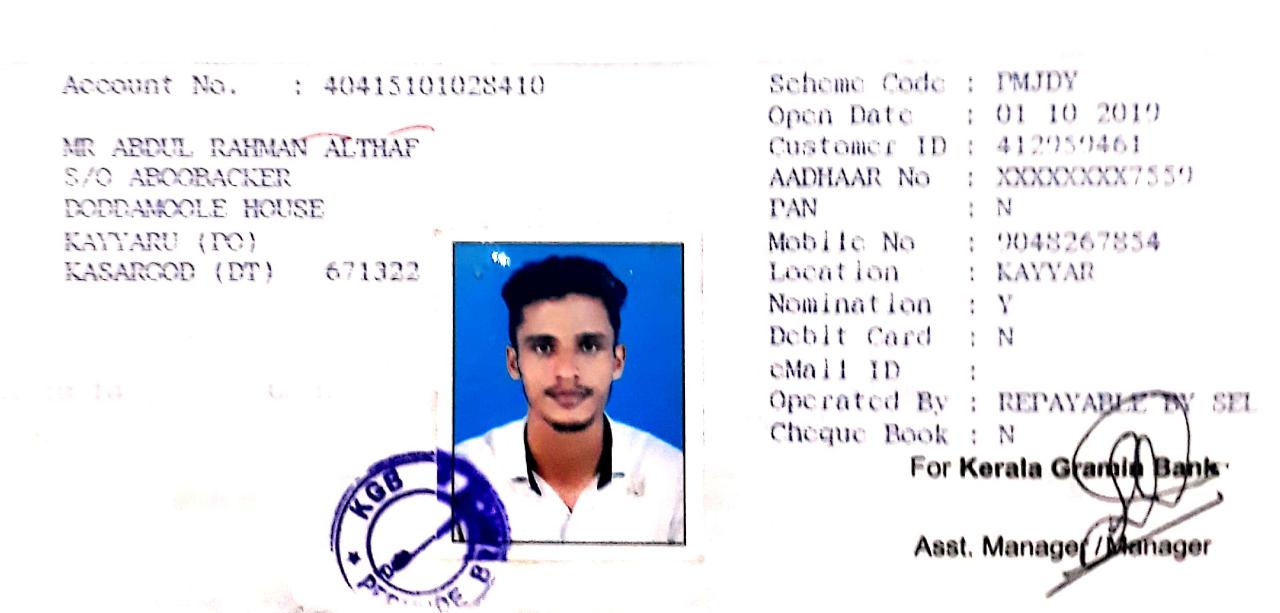 Account No. : 40415101028410
MR ABDUL RAHMAN ALTHAF
S/O ABOOBACKER
DODDAMOOLE HOUSE
KAYYARU (PO)
KASARGOD (DT) 671322
Scheme Code : PMJDY
Open Date : 01 10 2019
Customer ID : 412959461
AADHAAR No : XXXXXXXX7559
PAN : N
Mobile No : 9048267854
Location : KAYYAR
Nomination : Y
Debit Card : N
eMail ID :
Operated By : REPAYABLE BY SEL
Cheque Book : N
For Kerala Gramin Bank
Asst. Manager / Manager
KGB